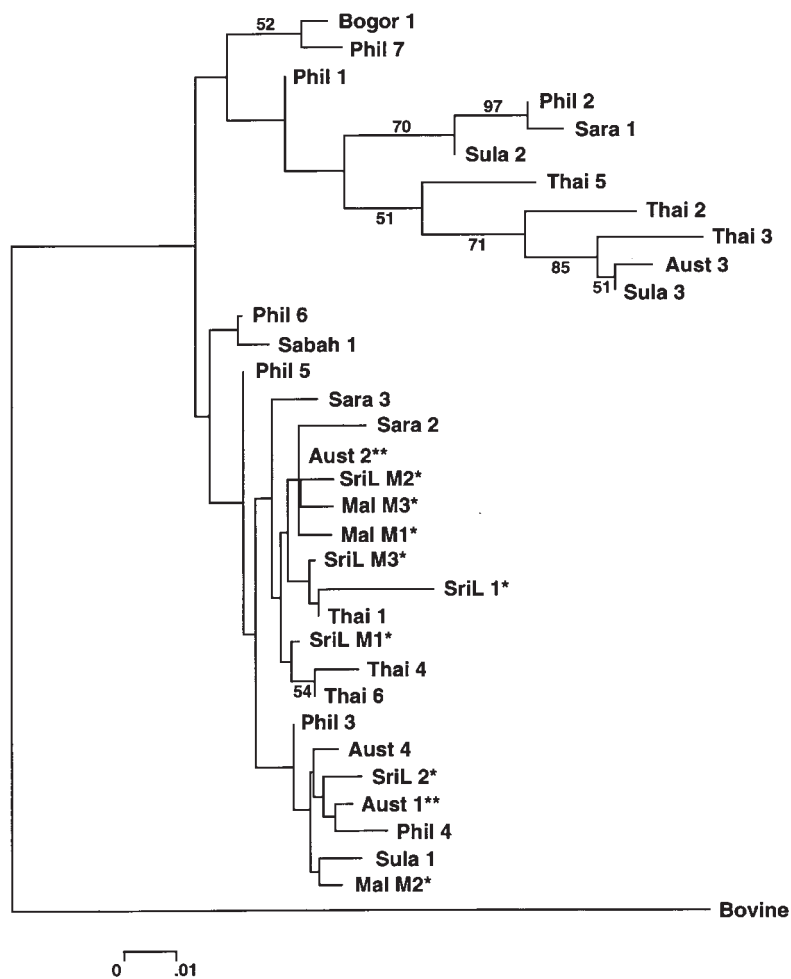 52
Bogor 1
Phil 7
Phil 1
97
Phil 2
70
Sara 1
Sula 2
Thai 5
51
Thai 2
71
Thai 3
85
Aust 3
51
Sula 3
Phil 6
Sabah 1
Phil 5
Sara 3
Sara 2
Aust 2**
SriL M2*
Mal M3*
Mal M1*
SriL M3*
SriL 1*
Thai 1
SriL M1*
Thai 4
54
Thai 6
Phil 3
Aust 4
SriL 2*
Aust 1**
Phil 4
Sula 1
Mal M2*
Bovine
0 .01